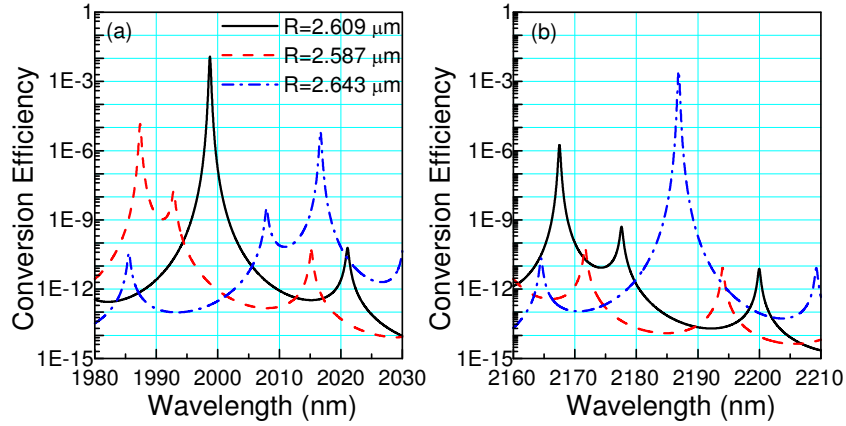 (a)
R=2.609 μm
R=2.587 μm
R=2.643 μm
1
1E-3
1E-6
1E-9
1E-12
1E-15
Conversion Efficiency
1980 1990 2000 2010 2020 2030
Wavelength (nm)
(b)
1
1E-3
1E-6
1E-9
1E-12
1E-15
Conversion Efficiency
2160 2170 2180 2190 2200 2210
Wavelength (nm)